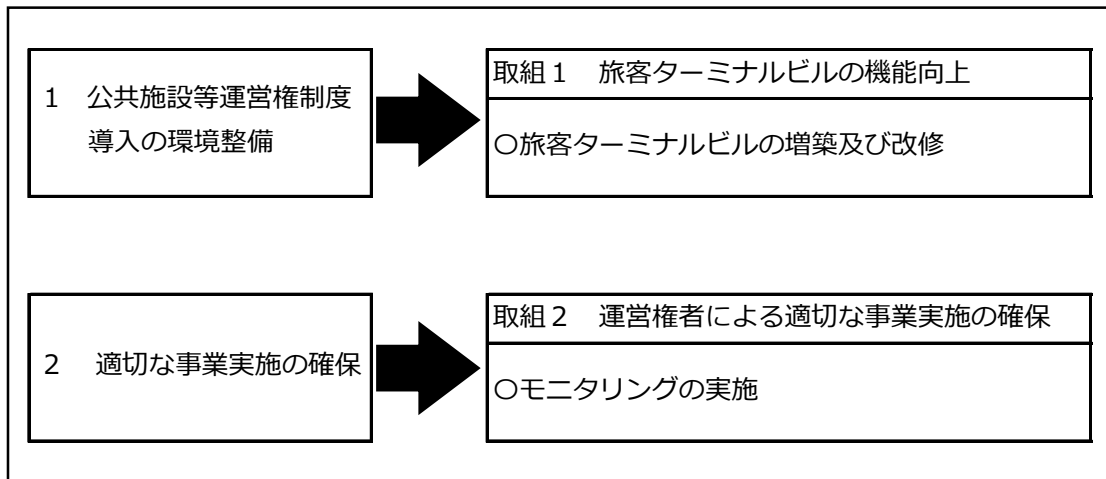 1　公共施設等運営権制度
導入の環境整備
取組１　旅客ターミナルビルの機能向上
〇旅客ターミナルビルの増築及び改修
2　適切な事業実施の確保
取組２　運営権者による適切な事業実施の確保
〇モニタリングの実施